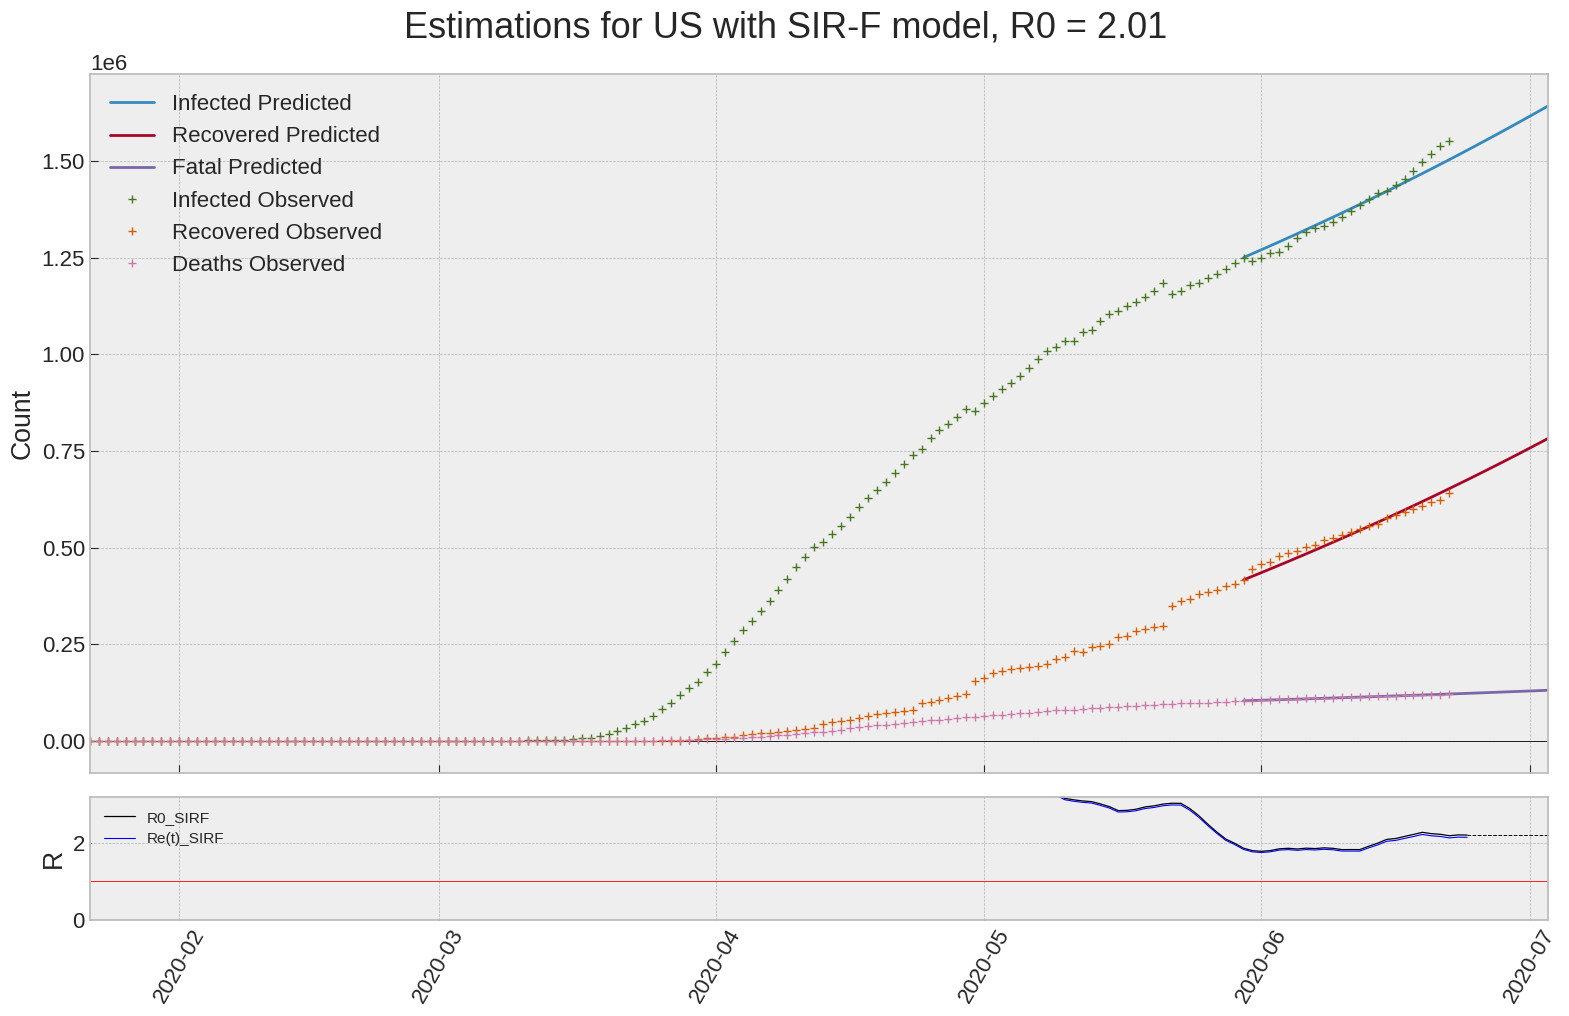 Estimations for US with SIR-F model, R0 = 2.01
1e6
Infected Predicted
Recovered Predicted
Fatal Predicted
Infected Observed
Recovered Observed
Deaths Observed
1.50
1.25
1.00
0.75
0.50
0.25
0.00
Count
R0_SIRF
Re(t)_SIRF
2
0
R
2020-02
2020-03
2020-04
2020-05
2020-06
2020-07